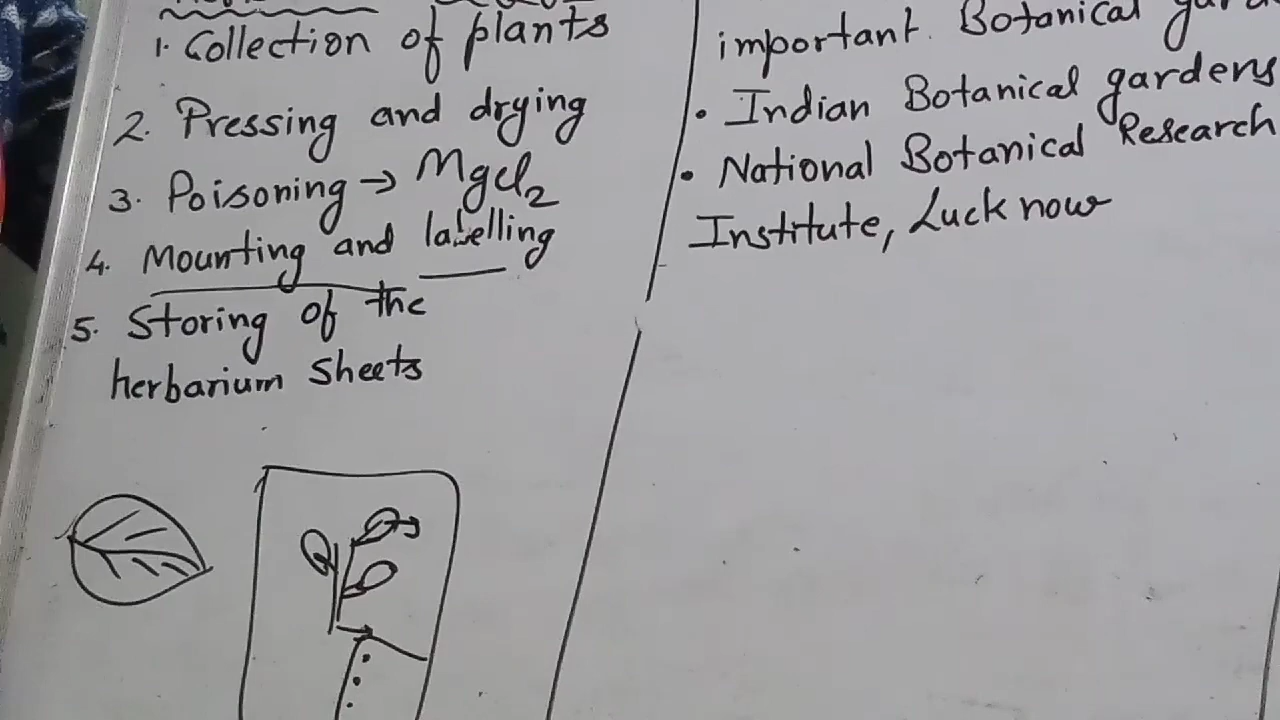 1. Collection of plants
2. Pressing and drying
3. Poisoning → Mgcl2
4. Mounting and labelling
5. Storing of the
herbarium sheets
important Botanical
• Indian Botanical gardens
• National Botanical Research
Institute, Lucknow